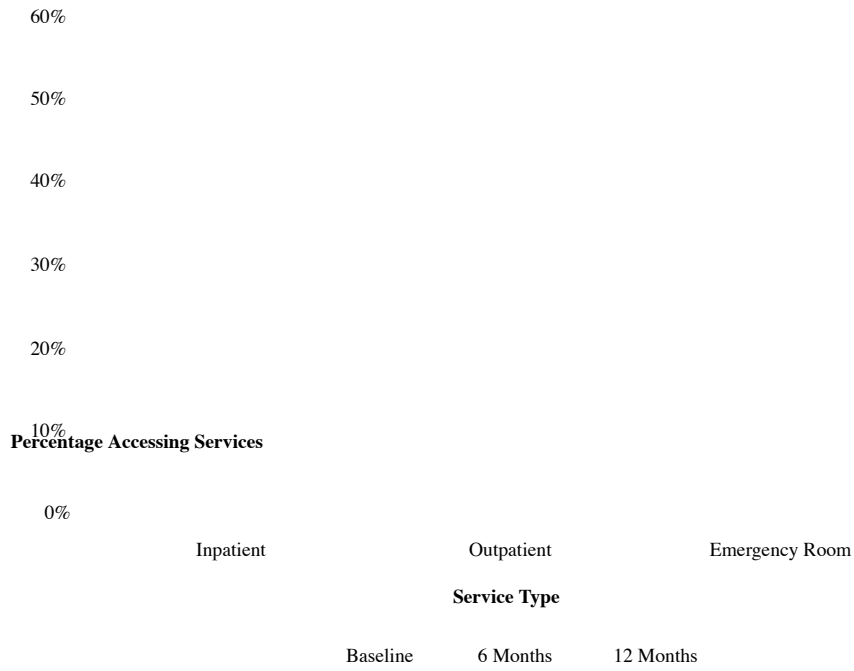 60%
50%
40%
30%
20%
10%
Percentage Accessing Services
0%
Inpatient Outpatient Emergency Room
Service Type
Baseline 6 Months 12 Months